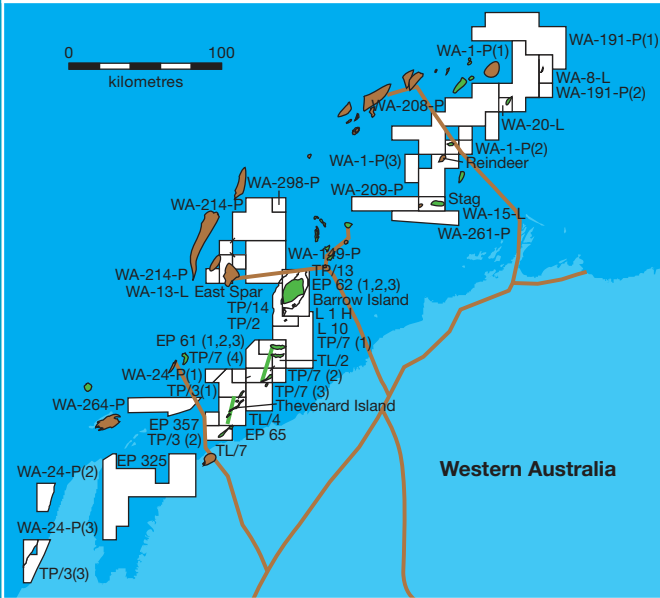 0 100
kilometres
WA-191-P(1)
WA-1-P(1)
WA-8-L
WA-191-P(2)
WA-208-P
WA-20-L
WA-1-P(2)
WA-1-P(3)
Reindeer
WA-298-P
WA-209-P
WA-214-P
Stag
WA-15-L
WA-261-P
WA-149-P
TP/13
WA-214-P
EP 62 (1,2,3)
WA-13-L East Spar
Barrow Island
TP/14
L 1 H
TP/2
L 10
EP 61 (1,2,3)
TP/7 (1)
TP/7 (4)
TL/2
WA-24-P(1)
TP/7 (2)
TP/3(1)
TP/7 (3)
WA-264-P
Thevenard Island
EP 357
TL/4
TP/3 (2)
EP 65
TL/7
EP 325
WA-24-P(2)
Western Australia
WA-24-P(3)
TP/3(3)